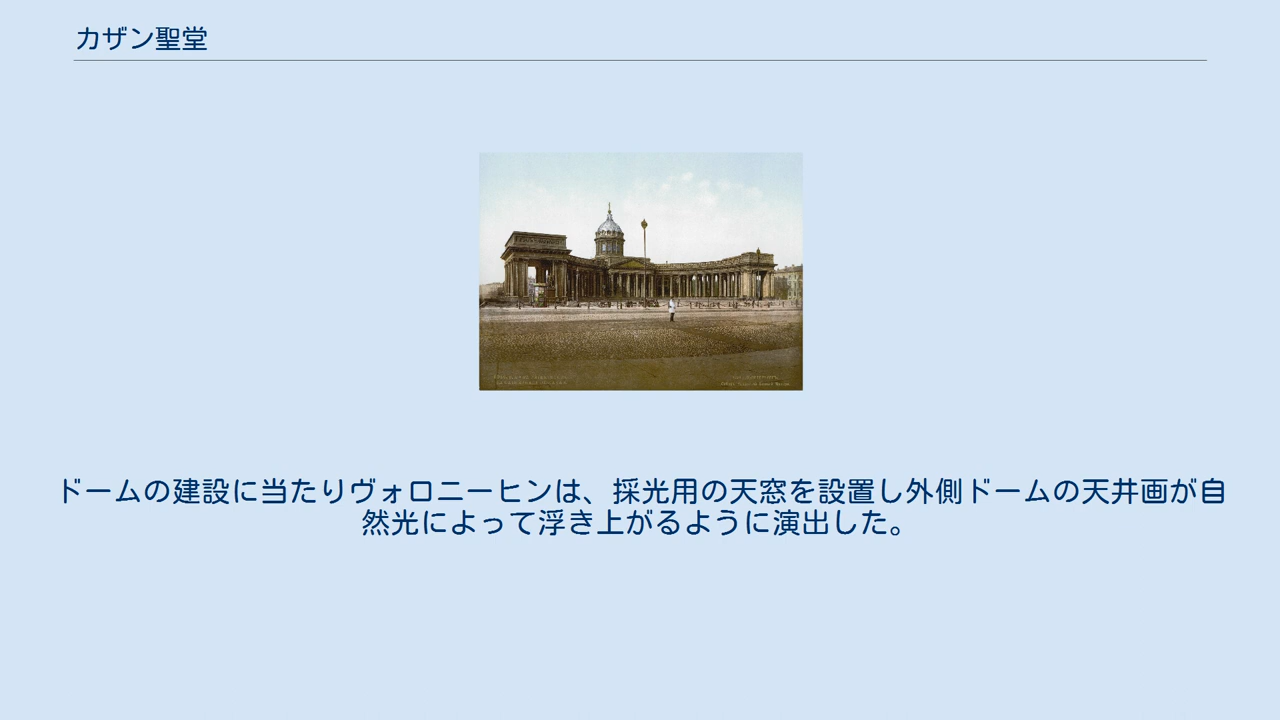 カザン聖堂
ドームの建設に当たりヴォロニーヒンは、採光用の天窓を設置し外側ドームの天井画が自
然光によって浮き上がるように演出した。